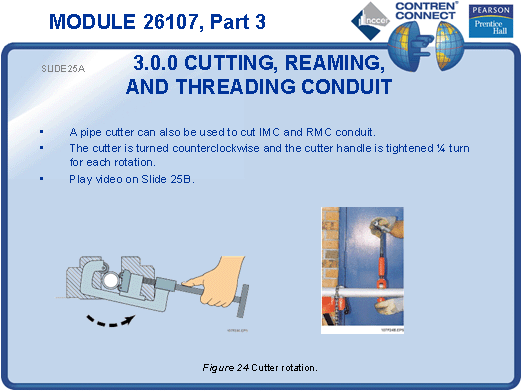 MODULE 26107, Part 3
nccer
CONTREN®
CONNECT
PEARSON
Prentice
Hall
SLIDE 25A
3.0.0 CUTTING, REAMING,
AND THREADING CONDUIT
• A pipe cutter can also be used to cut IMC and RMC conduit.
• The cutter is turned counterclockwise and the cutter handle is tightened ¼ turn
for each rotation.
• Play video on Slide 25B.
Figure 24 Cutter rotation.